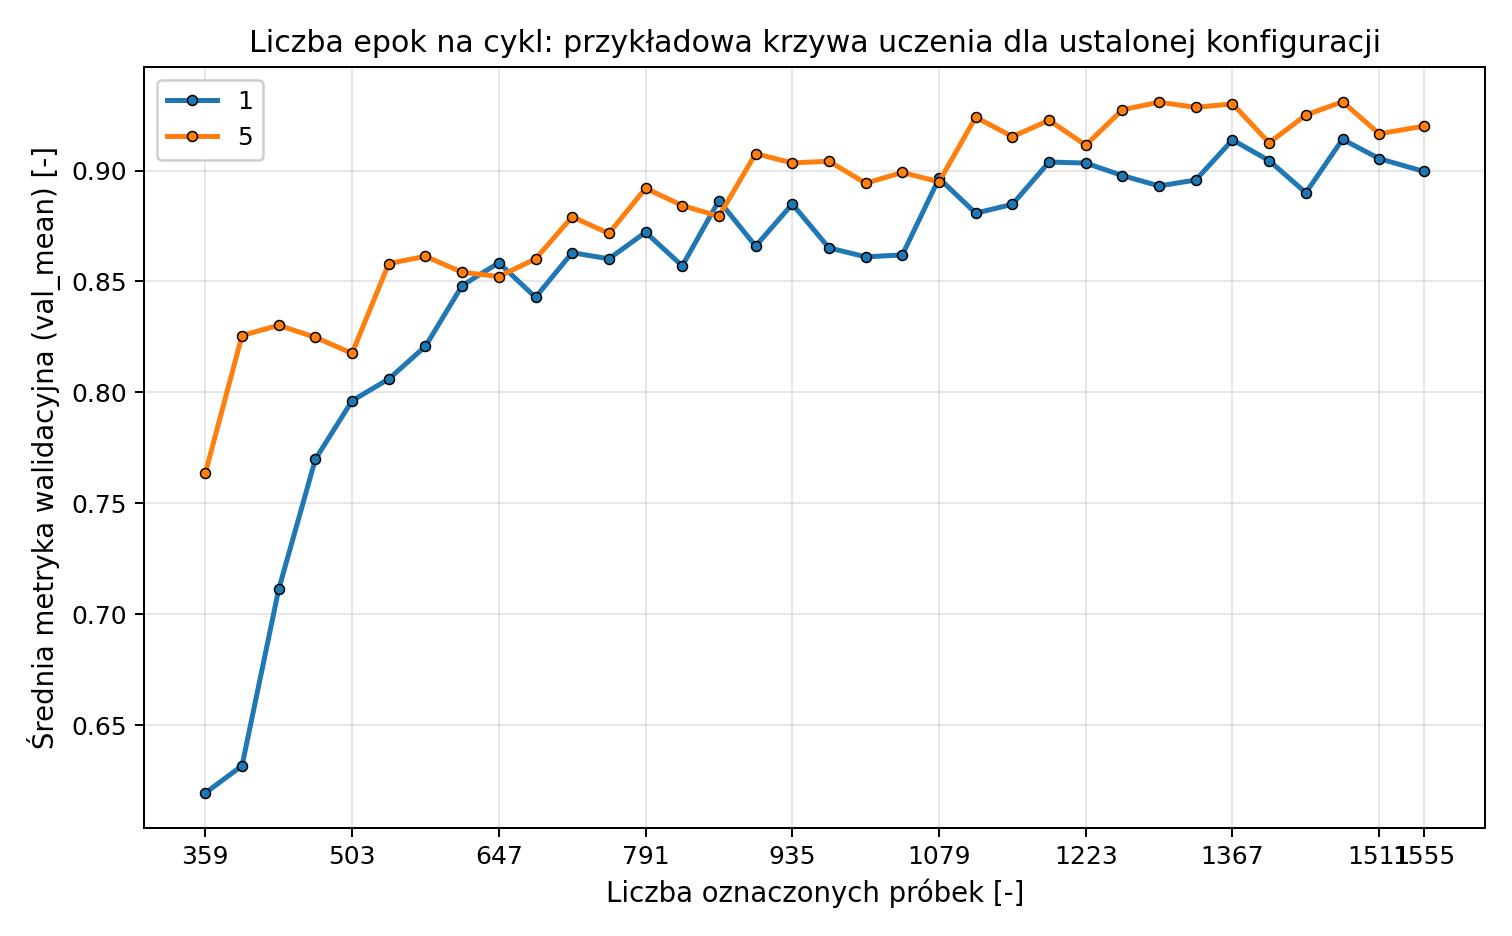 Liczba epok na cykl: przykładowa krzywa uczenia dla ustalonej konfiguracji
1
5
Średnia metryka walidacyjna (val_mean) [-]
0.90
0.85
0.80
0.75
0.70
0.65
359 503 647 791 935 1079 1223 1367 1511 1555
Liczba oznaczonych próbek [-]